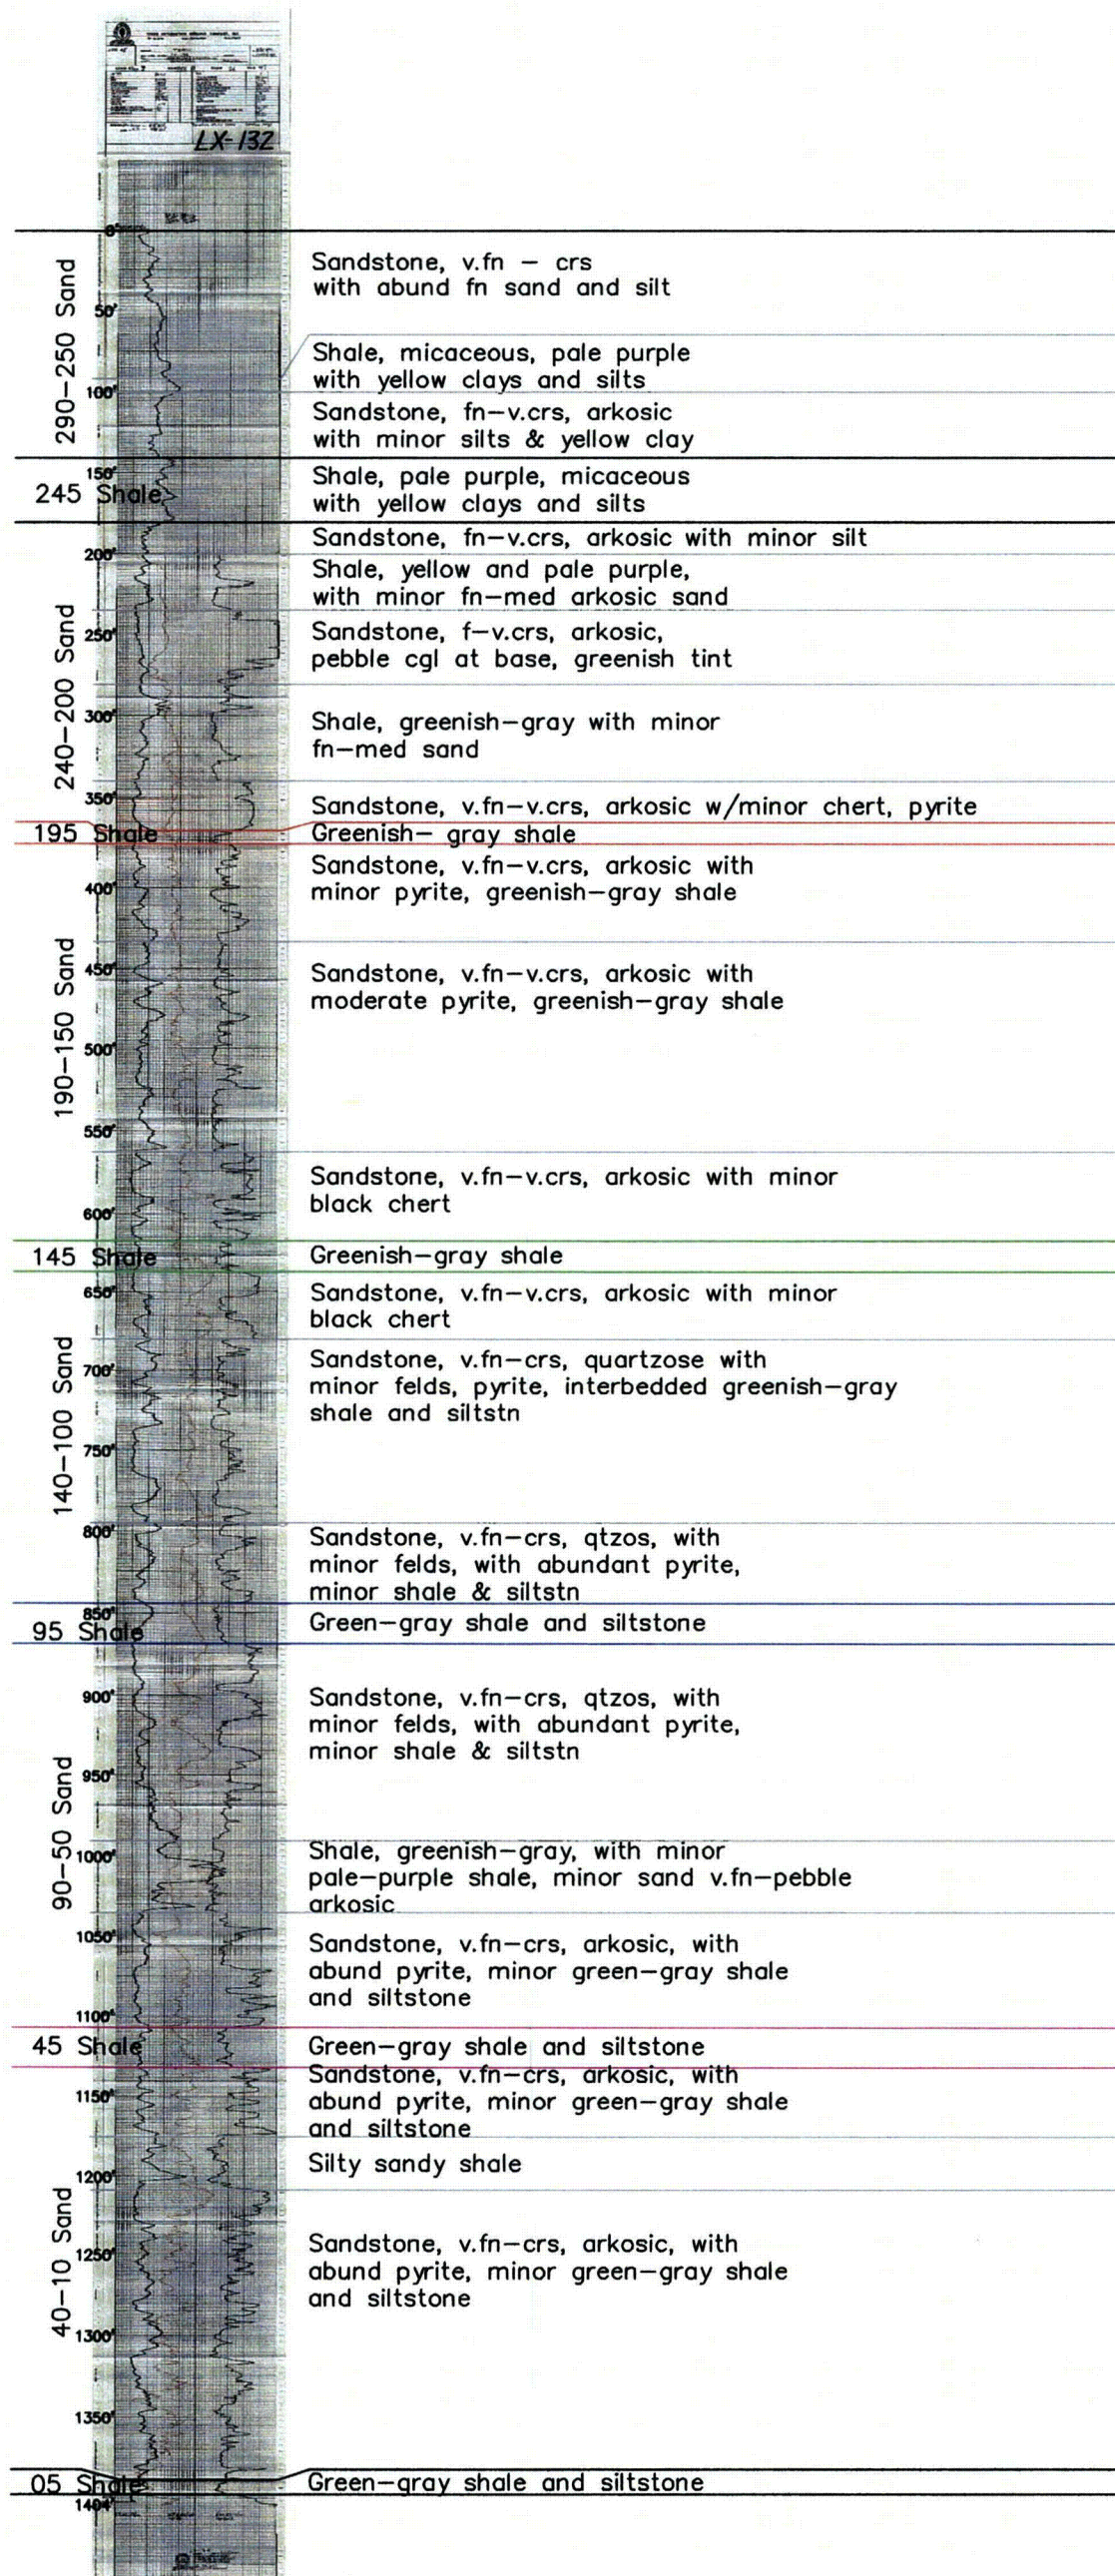 LX-132
0'
290-250 Sand
Sandstone, v.fn - crs
with abund fn sand and silt
50'
Shale, micaceous, pale purple
with yellow clays and silts
100'
Sandstone, fn-v.crs, arkosic
with minor silts & yellow clay
150'
245 Shale
Shale, pale purple, micaceous
with yellow clays and silts
Sandstone, fn-v.crs, arkosic with minor silt
200'
240-200 Sand
Shale, yellow and pale purple,
with minor fn-med arkosic sand
250'
Sandstone, f-v.crs, arkosic,
pebble cgl at base, greenish tint
300'
Shale, greenish-gray with minor
fn-med sand
350'
Sandstone, v.fn-v.crs, arkosic w/minor chert, pyrite
195 Shale
Greenish- gray shale
190-150 Sand
Sandstone, v.fn-v.crs, arkosic with
minor pyrite, greenish-gray shale
400'
450'
Sandstone, v.fn-v.crs, arkosic with
moderate pyrite, greenish-gray shale
500'
550'
Sandstone, v.fn-v.crs, arkosic with minor
black chert
600'
145 Shale
Greenish-gray shale
650'
Sandstone, v.fn-v.crs, arkosic with minor
black chert
140-100 Sand
700'
Sandstone, v.fn-crs, quartzose with
minor felds, pyrite, interbedded greenish-gray
shale and siltstn
750'
800'
Sandstone, v.fn-crs, qtzos, with
minor felds, with abundant pyrite,
minor shale & siltstn
850'
95 Shale
Green-gray shale and siltstone
900'
Sandstone, v.fn-crs, qtzos, with
minor felds, with abundant pyrite,
minor shale & siltstn
950'
90-50 Sand
1000'
Shale, greenish-gray, with minor
pale-purple shale, minor sand v.fn-pebble
arkosic
1050'
Sandstone, v.fn-crs, arkosic, with
abund pyrite, minor green-gray shale
and siltstone
1100'
45 Shale
Green-gray shale and siltstone
1150'
Sandstone, v.fn-crs, arkosic, with
abund pyrite, minor green-gray shale
and siltstone
1200'
Silty sandy shale
40-10 Sand
1250'
Sandstone, v.fn-crs, arkosic, with
abund pyrite, minor green-gray shale
and siltstone
1300'
1350'
05 Shale
Green-gray shale and siltstone
1404'